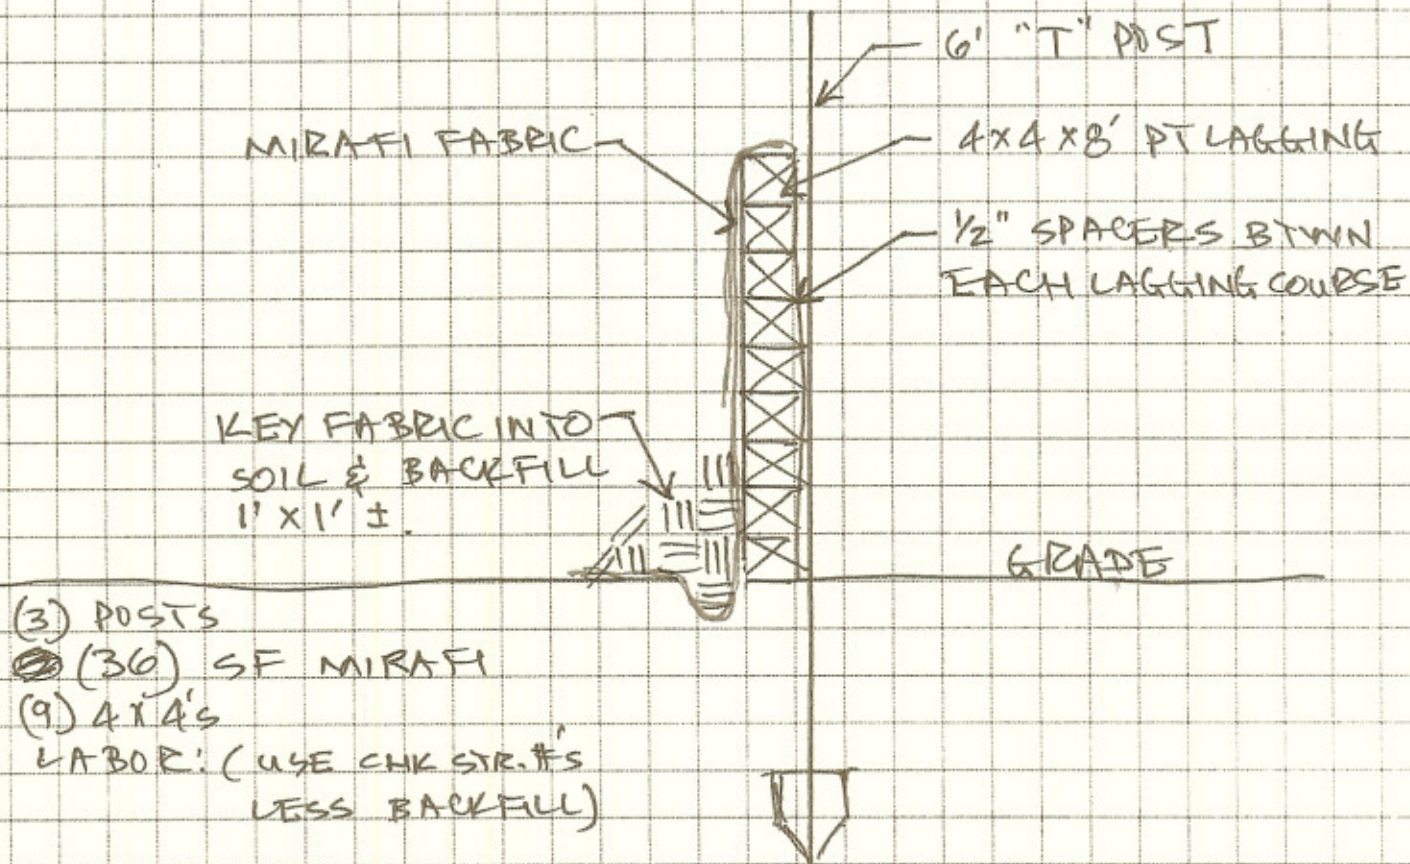 6' "T" POST
MIRAFI FABRIC
4x4x8' PT LAGGING
1/2" SPACERS BTWN
EACH LAGGING COURSE
KEY FABRIC INTO
SOIL & BACKFILL
1' x 1' ±.
GRADE
(3) POSTS
(36) SF MIRAFI
(9) 4x4's
LABOR: (USE CHK STR. #'s
LESS BACKFILL)